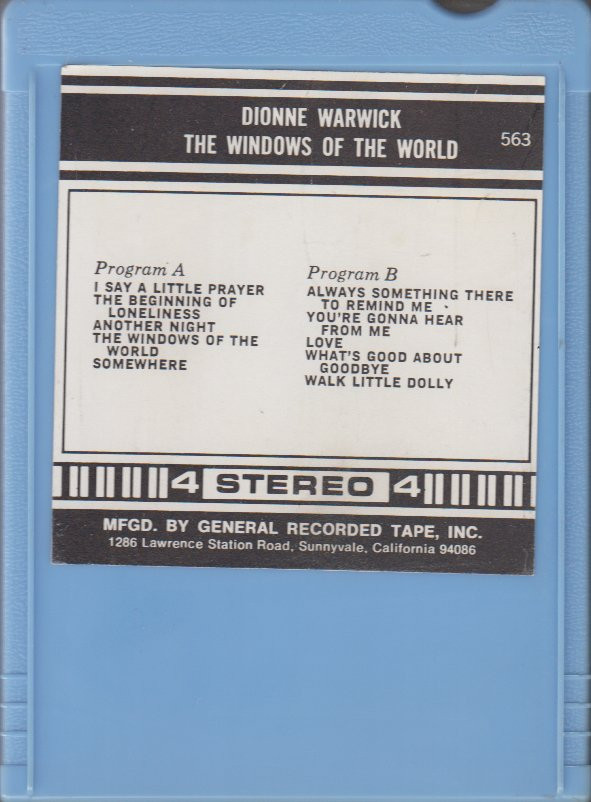 DIONNE WARWICK
THE WINDOWS OF THE WORLD
563
Program A
I SAY A LITTLE PRAYER
THE BEGINNING OF
LONELINESS
ANOTHER NIGHT
THE WINDOWS OF THE
WORLD
SOMEWHERE
Program B
ALWAYS SOMETHING THERE
TO REMIND ME
YOU'RE GONNA HEAR
FROM ME
LOVE
WHAT'S GOOD ABOUT
GOODBYE
WALK LITTLE DOLLY
4 STEREO 4
MFGD. BY GENERAL RECORDED TAPE, INC.
1286 Lawrence Station Road, Sunnyvale, California 94086